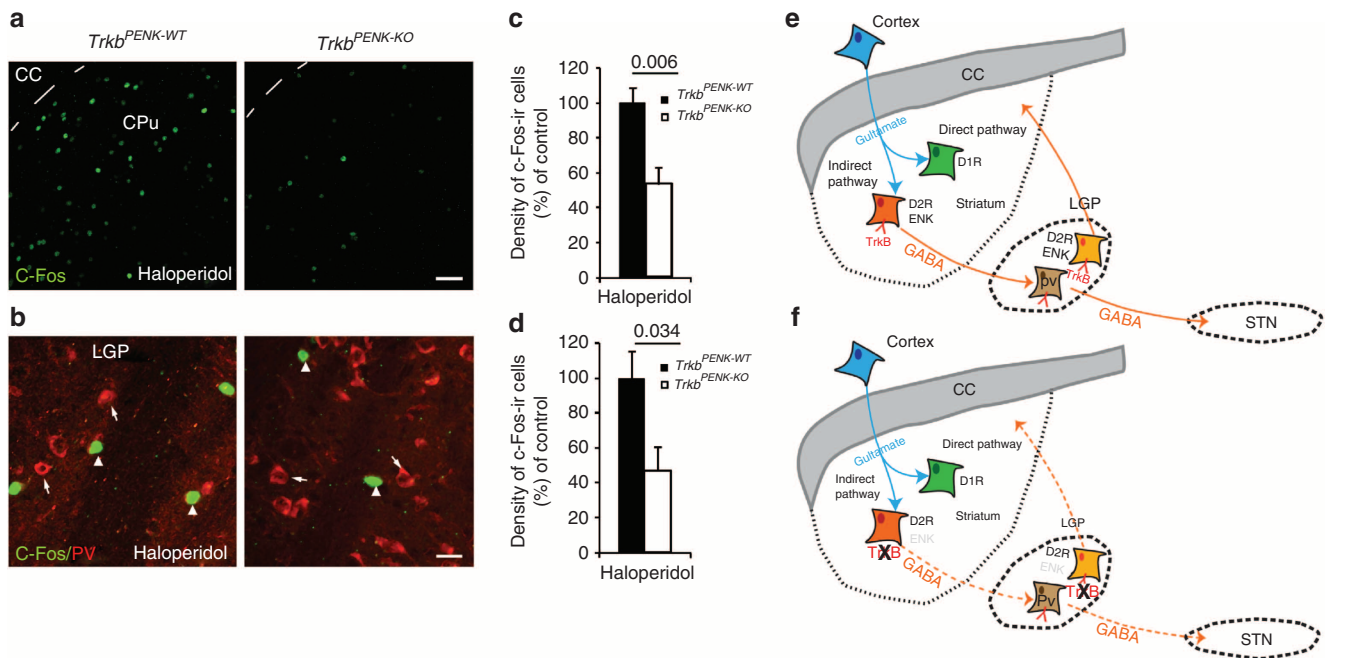 a
Trkb^PENK-WT
Trkb^PENK-KO
CC
CPu
C-Fos
Haloperidol
b
LGP
C-Fos/PV
Haloperidol
c
Density of c-Fos-ir cells
(%) of control
120
100
80
60
40
20
0
0.006
Trkb^PENK-WT
Trkb^PENK-KO
Haloperidol
d
Density of c-Fos-ir cells
(%) of control
120
100
80
60
40
20
0
0.034
Trkb^PENK-WT
Trkb^PENK-KO
Haloperidol
e
Cortex
CC
Gultamate
Direct pathway
D1R
Indirect
pathway
D2R
ENK
Striatum
TrkB
GABA
LGP
D2R
ENK
TrkB
pv
GABA
STN
f
Cortex
CC
Gultamate
Direct pathway
D1R
Indirect
pathway
D2R
ENK
Striatum
TrkB
X
GABA
LGP
D2R
ENK
TrkB
X
Pv
GABA
STN